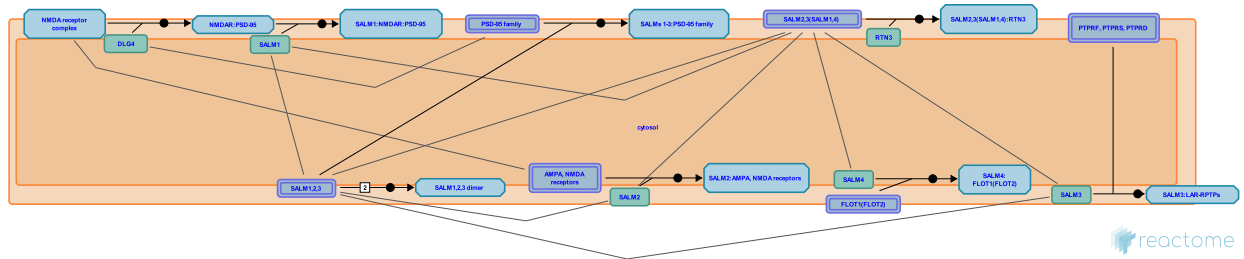 NMDA receptor
complex
DLG4
NMDAR:PSD-95
SALM1
SALM1:NMDAR:PSD-95
PSD-95 family
SALMs 1-3:PSD-95 family
SALM2,3(SALM1,4)
RTN3
SALM2,3(SALM1,4):RTN3
PTPRF, PTPRS, PTPRD
cytosol
SALM1,2,3
2
SALM1,2,3 dimer
AMPA, NMDA
receptors
SALM2
SALM2:AMPA, NMDA receptors
SALM4
FLOT1(FLOT2)
SALM4:
FLOT1(FLOT2)
SALM3
SALM3:LAR-RPTPs
reactome